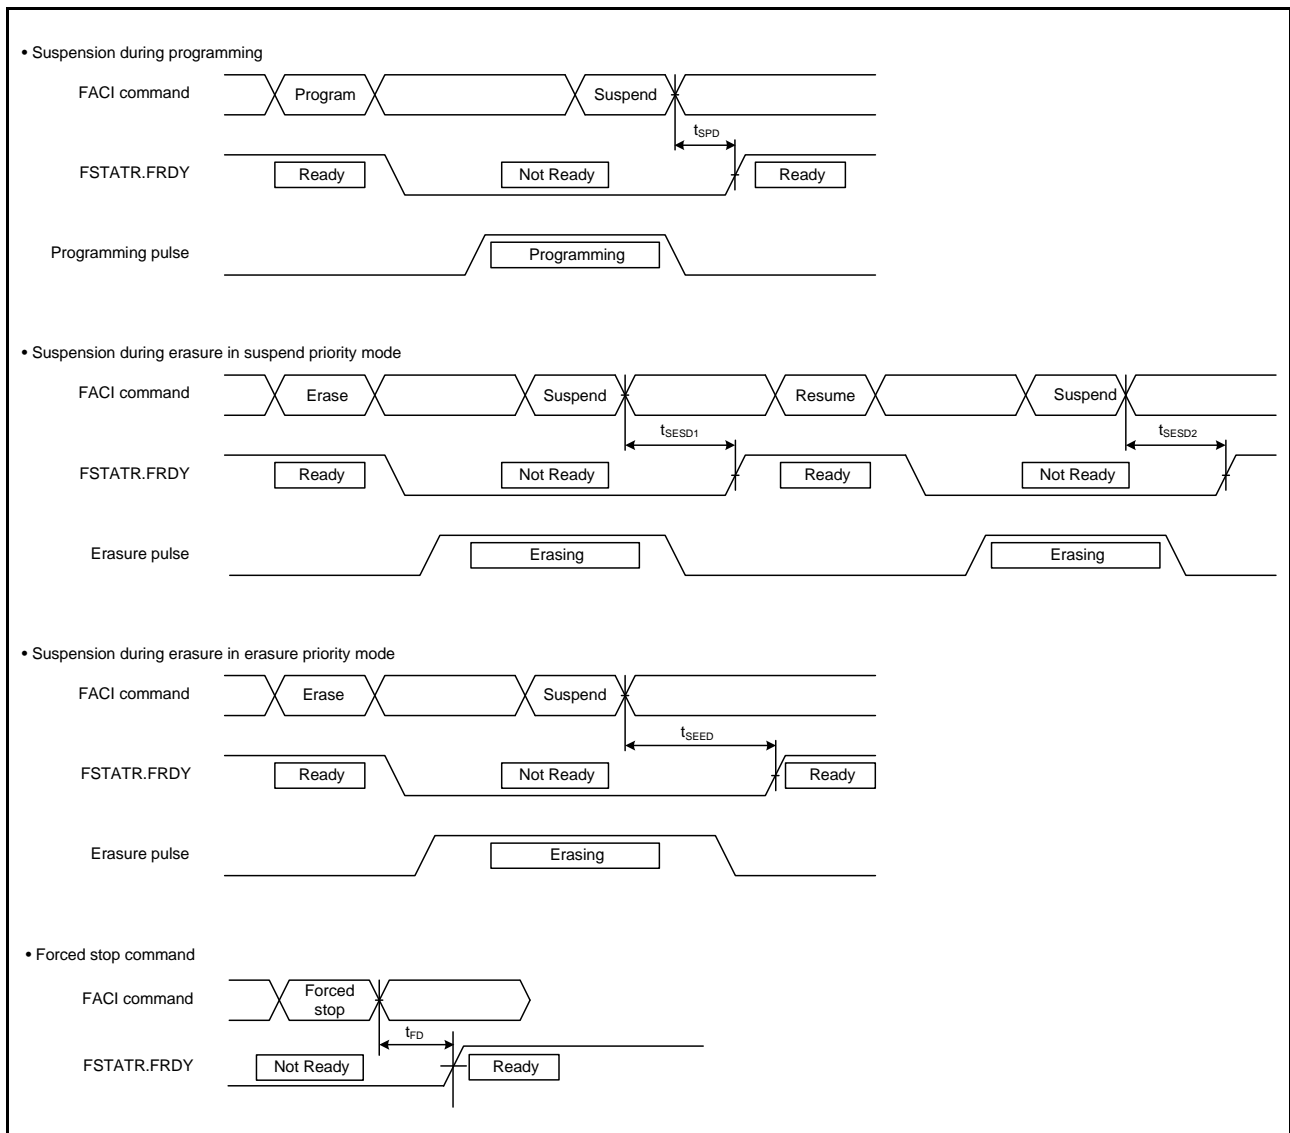 • Suspension during programming
FACI command
Program
Suspend
tSPD
FSTATR.FRDY
Ready
Not Ready
Ready
Programming pulse
Programming
• Suspension during erasure in suspend priority mode
FACI command
Erase
Suspend
Resume
Suspend
tSESD1
tSESD2
FSTATR.FRDY
Ready
Not Ready
Ready
Not Ready
Erasure pulse
Erasing
Erasing
• Suspension during erasure in erasure priority mode
FACI command
Erase
Suspend
tSEED
FSTATR.FRDY
Ready
Not Ready
Ready
Erasure pulse
Erasing
• Forced stop command
FACI command
Forced
stop
tFD
FSTATR.FRDY
Not Ready
Ready